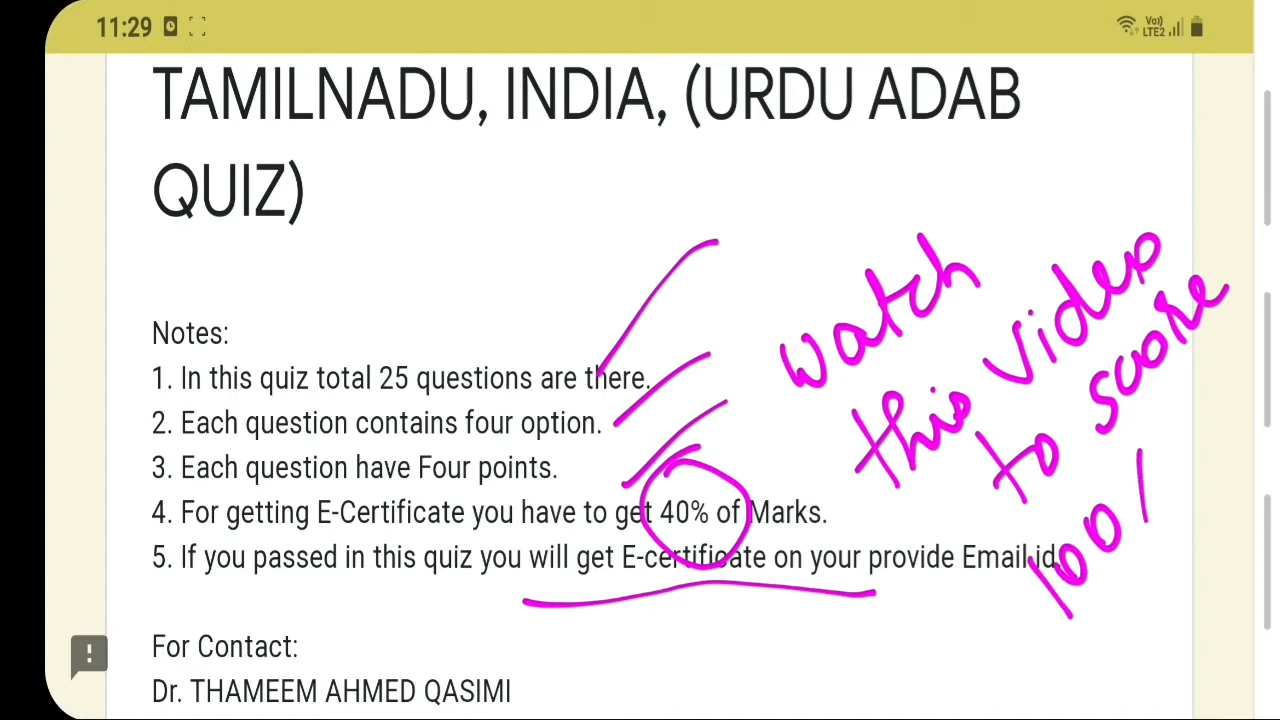 11:29
Vo)) LTE2
TAMILNADU, INDIA, (URDU ADAB
QUIZ)
Notes:
1. In this quiz total 25 questions are there.
2. Each question contains four option.
3. Each question have Four points.
4. For getting E-Certificate you have to get 40% of Marks.
5. If you passed in this quiz you will get E-certificate on your provide Email id.
For Contact:
Dr. THAMEEM AHMED QASIMI
watch
this Video
to score
100/